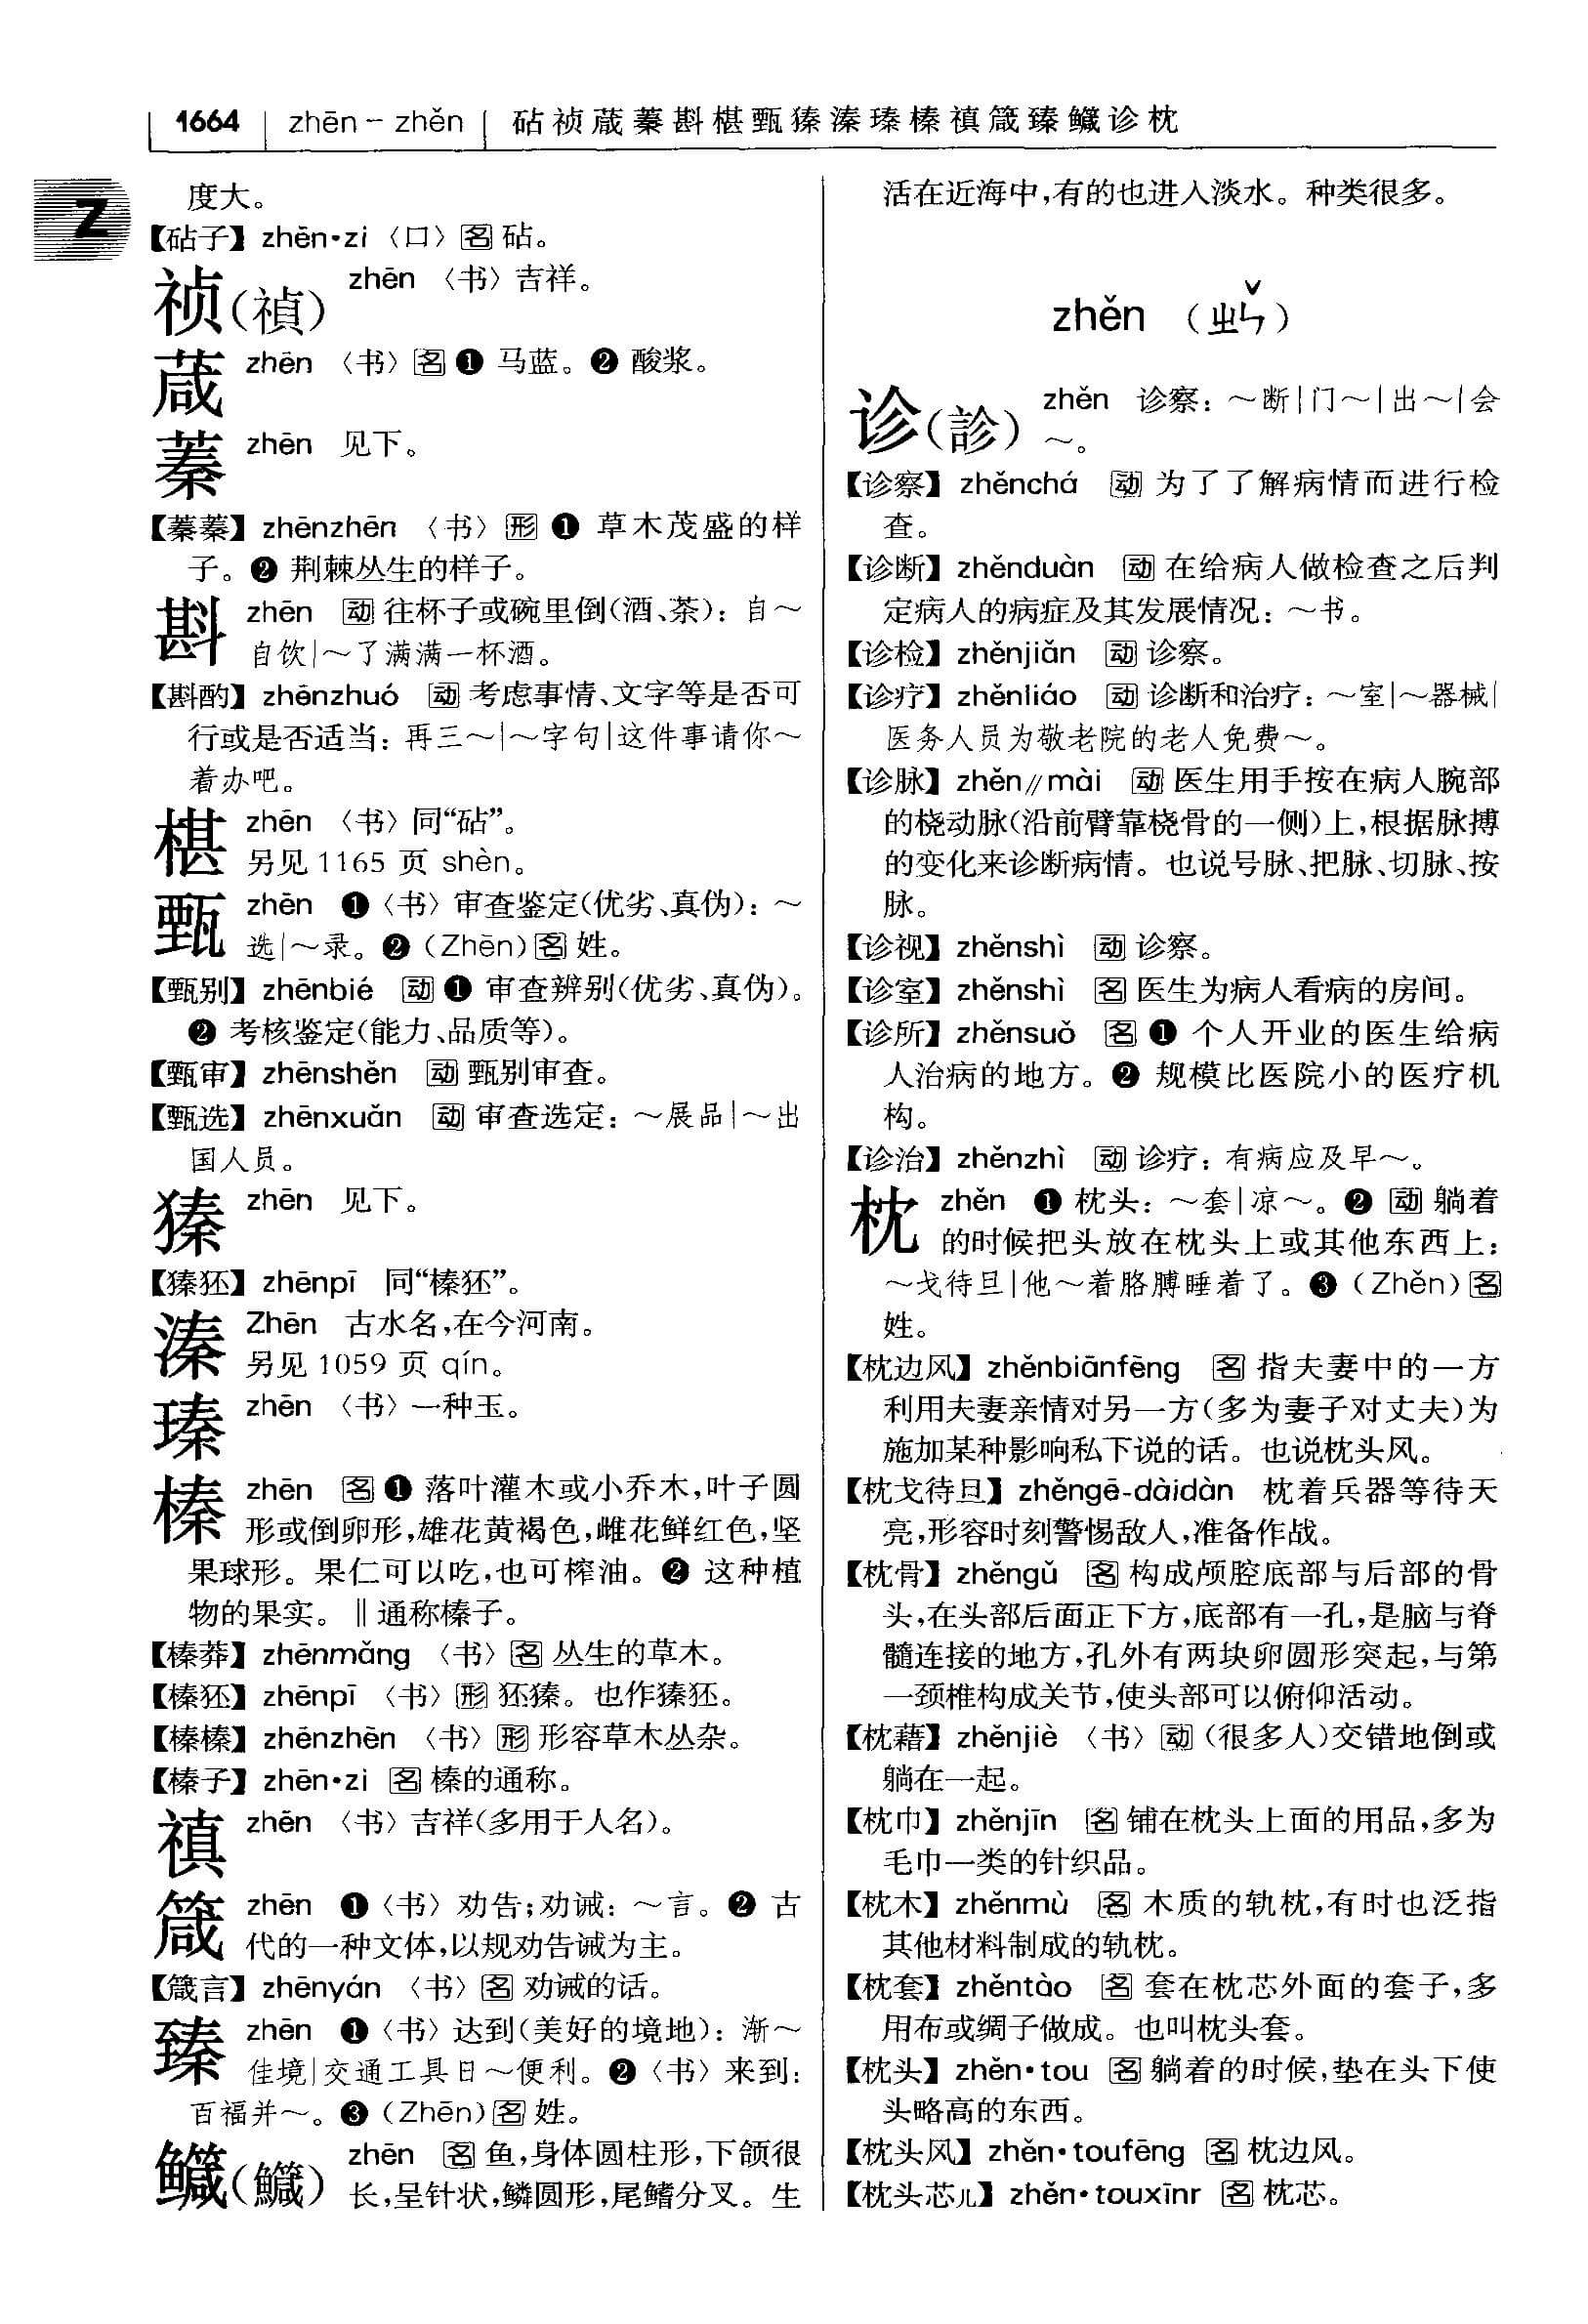 1664 zhēn – zhěn 砧祯葴蓁斟椹甄獉溱瑧榛禛箴臻鱵诊枕
Z
度大。
【砧子】zhēn•zi〈口〉名 砧。
祯(禎) zhēn 〈书〉吉祥。
葴 zhēn 〈书〉名 ❶ 马蓝。❷ 酸浆。
蓁 zhēn 见下。
【蓁蓁】zhēnzhēn 〈书〉形 ❶ 草木茂盛的样
子。❷ 荆棘丛生的样子。
斟 zhēn 动 往杯子或碗里倒(酒、茶)：自～
自饮|～了满满一杯酒。
【斟酌】zhēnzhuó 动 考虑事情、文字等是否可
行或是否适当：再三～|～字句|这件事请你～
着办吧。
椹 zhēn 〈书〉同“砧”。
另见 1165 页 shèn。
甄 zhēn ❶〈书〉审查鉴定(优劣、真伪)：～
选|～录。❷ (Zhēn) 名 姓。
【甄别】zhēnbié 动 ❶ 审查辨别(优劣、真伪)。
❷ 考核鉴定(能力、品质等)。
【甄审】zhēnshěn 动 甄别审查。
【甄选】zhēnxuǎn 动 审查选定：～展品|～出
国人员。
獉 zhēn 见下。
【獉狉】zhēnpī 同“榛狉”。
溱 Zhēn 古水名,在今河南。
另见 1059 页 qín。
瑧 zhēn 〈书〉一种玉。
榛 zhēn 名 ❶ 落叶灌木或小乔木,叶子圆
形或倒卵形,雄花黄褐色,雌花鲜红色,坚
果球形。果仁可以吃,也可榨油。❷ 这种植
物的果实。‖通称榛子。
【榛莽】zhēnmǎng 〈书〉名 丛生的草木。
【榛狉】zhēnpī 〈书〉形 狉獉。也作獉狉。
【榛榛】zhēnzhēn 〈书〉形 形容草木丛杂。
【榛子】zhēn•zi 名 榛的通称。
禛 zhēn 〈书〉吉祥(多用于人名)。
箴 zhēn ❶〈书〉劝告;劝诫：～言。❷ 古
代的一种文体,以规劝告诫为主。
【箴言】zhēnyán 〈书〉名 劝诫的话。
臻 zhēn ❶〈书〉达到(美好的境地)：渐～
佳境|交通工具日～便利。❷〈书〉来到：
百福并～。❸ (Zhēn) 名 姓。
鱵(鱵) zhēn 名 鱼,身体圆柱形,下颌很
长,呈针状,鳞圆形,尾鳍分叉。生
活在近海中,有的也进入淡水。种类很多。
zhěn (ㄓㄣˇ)
诊(診) zhěn 诊察：～断|门～|出～|会
～。
【诊察】zhěnchá 动 为了了解病情而进行检
查。
【诊断】zhěnduàn 动 在给病人做检查之后判
定病人的病症及其发展情况：～书。
【诊检】zhěnjiǎn 动 诊察。
【诊疗】zhěnliáo 动 诊断和治疗：～室|～器械|
医务人员为敬老院的老人免费～。
【诊脉】zhěn//mài 动 医生用手按在病人腕部
的桡动脉(沿前臂靠桡骨的一侧)上,根据脉搏
的变化来诊断病情。也说号脉、把脉、切脉、按
脉。
【诊视】zhěnshì 动 诊察。
【诊室】zhěnshì 名 医生为病人看病的房间。
【诊所】zhěnsuǒ 名 ❶ 个人开业的医生给病
人治病的地方。❷ 规模比医院小的医疗机
构。
【诊治】zhěnzhì 动 诊疗：有病应及早～。
枕 zhěn ❶ 枕头：～套|凉～。❷ 动 躺着
的时候把头放在枕头上或其他东西上：
～戈待旦|他～着胳膊睡着了。❸ (Zhěn) 名
姓。
【枕边风】zhěnbiānfēng 名 指夫妻中的一方
利用夫妻亲情对另一方(多为妻子对丈夫)为
施加某种影响私下说的话。也说枕头风。
【枕戈待旦】zhěngē-dàidàn 枕着兵器等待天
亮,形容时刻警惕敌人,准备作战。
【枕骨】zhěngǔ 名 构成颅腔底部与后部的骨
头,在头部后面正下方,底部有一孔,是脑与脊
髓连接的地方,孔外有两块卵圆形突起,与第
一颈椎构成关节,使头部可以俯仰活动。
【枕藉】zhěnjiè 〈书〉动 (很多人)交错地倒或
躺在一起。
【枕巾】zhěnjīn 名 铺在枕头上面的用品,多为
毛巾一类的针织品。
【枕木】zhěnmù 名 木质的轨枕,有时也泛指
其他材料制成的轨枕。
【枕套】zhěntào 名 套在枕芯外面的套子,多
用布或绸子做成。也叫枕头套。
【枕头】zhěn•tou 名 躺着的时候,垫在头下使
头略高的东西。
【枕头风】zhěn•toufēng 名 枕边风。
【枕头芯儿】zhěn•touxīnr 名 枕芯。